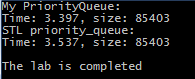 My PriorityQueue:
Time: 3.397, size: 85403
STL priority_queue:
Time: 3.537, size: 85403
The lab is completed